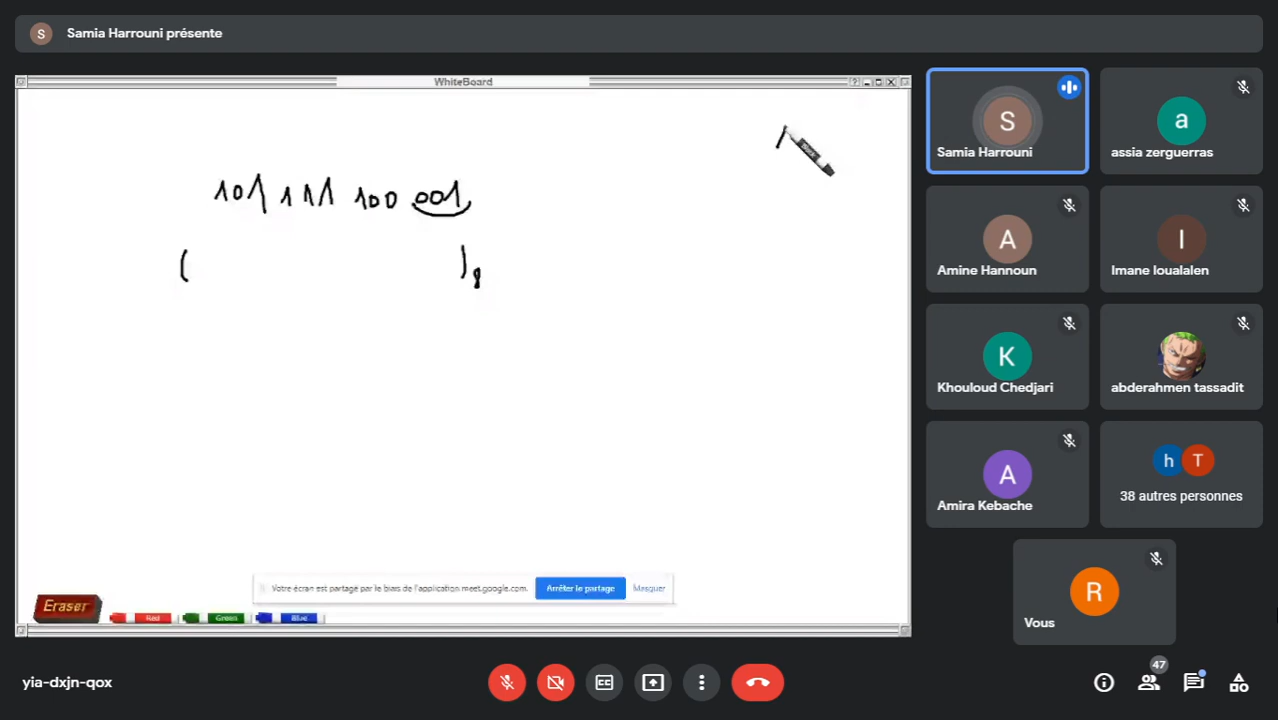 S Samia Harrouni présente
WhiteBoard
101 111 100 001
( )8
Black
Votre écran est partagé par le biais de l'application meet.google.com.
Arrêter le partage
Masquer
Eraser
Red
Green
Blue
S
Samia Harrouni
a
assia zerguerras
A
Amine Hannoun
I
Imane loualalen
K
Khouloud Chedjari
abderahmen tassadit
A
Amira Kebache
h T
38 autres personnes
R
Vous
yia-dxjn-qox
CC
47